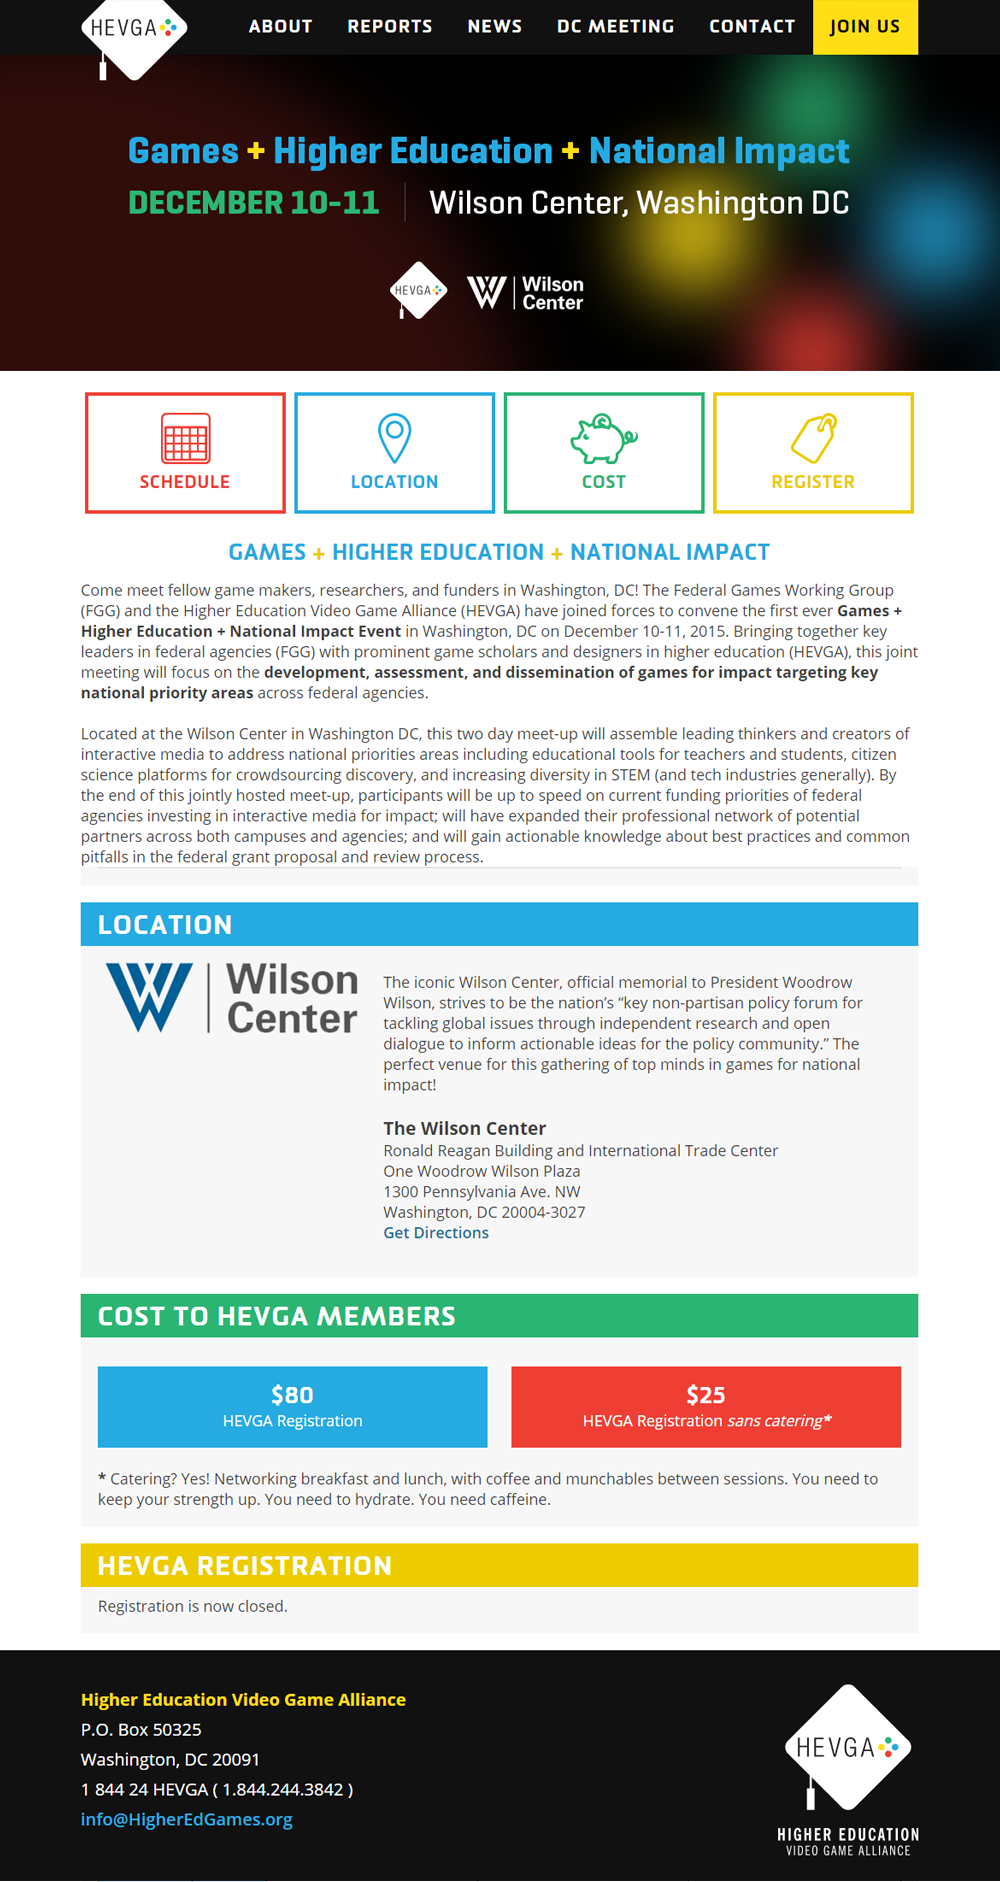 HEVGA
ABOUT
REPORTS
NEWS
DC MEETING
CONTACT
JOIN US
Games + Higher Education + National Impact
DECEMBER 10-11
Wilson Center, Washington DC
HEVGA
Wilson
Center
SCHEDULE
LOCATION
COST
REGISTER
GAMES + HIGHER EDUCATION + NATIONAL IMPACT
Come meet fellow game makers, researchers, and funders in Washington, DC! The Federal Games Working Group
(FGG) and the Higher Education Video Game Alliance (HEVGA) have joined forces to convene the first ever Games +
Higher Education + National Impact Event in Washington, DC on December 10-11, 2015. Bringing together key
leaders in federal agencies (FGG) with prominent game scholars and designers in higher education (HEVGA), this joint
meeting will focus on the development, assessment, and dissemination of games for impact targeting key
national priority areas across federal agencies.
Located at the Wilson Center in Washington DC, this two day meet-up will assemble leading thinkers and creators of
interactive media to address national priorities areas including educational tools for teachers and students, citizen
science platforms for crowdsourcing discovery, and increasing diversity in STEM (and tech industries generally). By
the end of this jointly hosted meet-up, participants will be up to speed on current funding priorities of federal
agencies investing in interactive media for impact; will have expanded their professional network of potential
partners across both campuses and agencies; and will gain actionable knowledge about best practices and common
pitfalls in the federal grant proposal and review process.
LOCATION
Wilson
Center
The iconic Wilson Center, official memorial to President Woodrow
Wilson, strives to be the nation’s “key non-partisan policy forum for
tackling global issues through independent research and open
dialogue to inform actionable ideas for the policy community.” The
perfect venue for this gathering of top minds in games for national
impact!
The Wilson Center
Ronald Reagan Building and International Trade Center
One Woodrow Wilson Plaza
1300 Pennsylvania Ave. NW
Washington, DC 20004-3027
Get Directions
COST TO HEVGA MEMBERS
$80
HEVGA Registration
$25
HEVGA Registration sans catering*
* Catering? Yes! Networking breakfast and lunch, with coffee and munchables between sessions. You need to
keep your strength up. You need to hydrate. You need caffeine.
HEVGA REGISTRATION
Registration is now closed.
Higher Education Video Game Alliance
P.O. Box 50325
Washington, DC 20091
1 844 24 HEVGA ( 1.844.244.3842 )
info@HigherEdGames.org
HEVGA
HIGHER EDUCATION
VIDEO GAME ALLIANCE